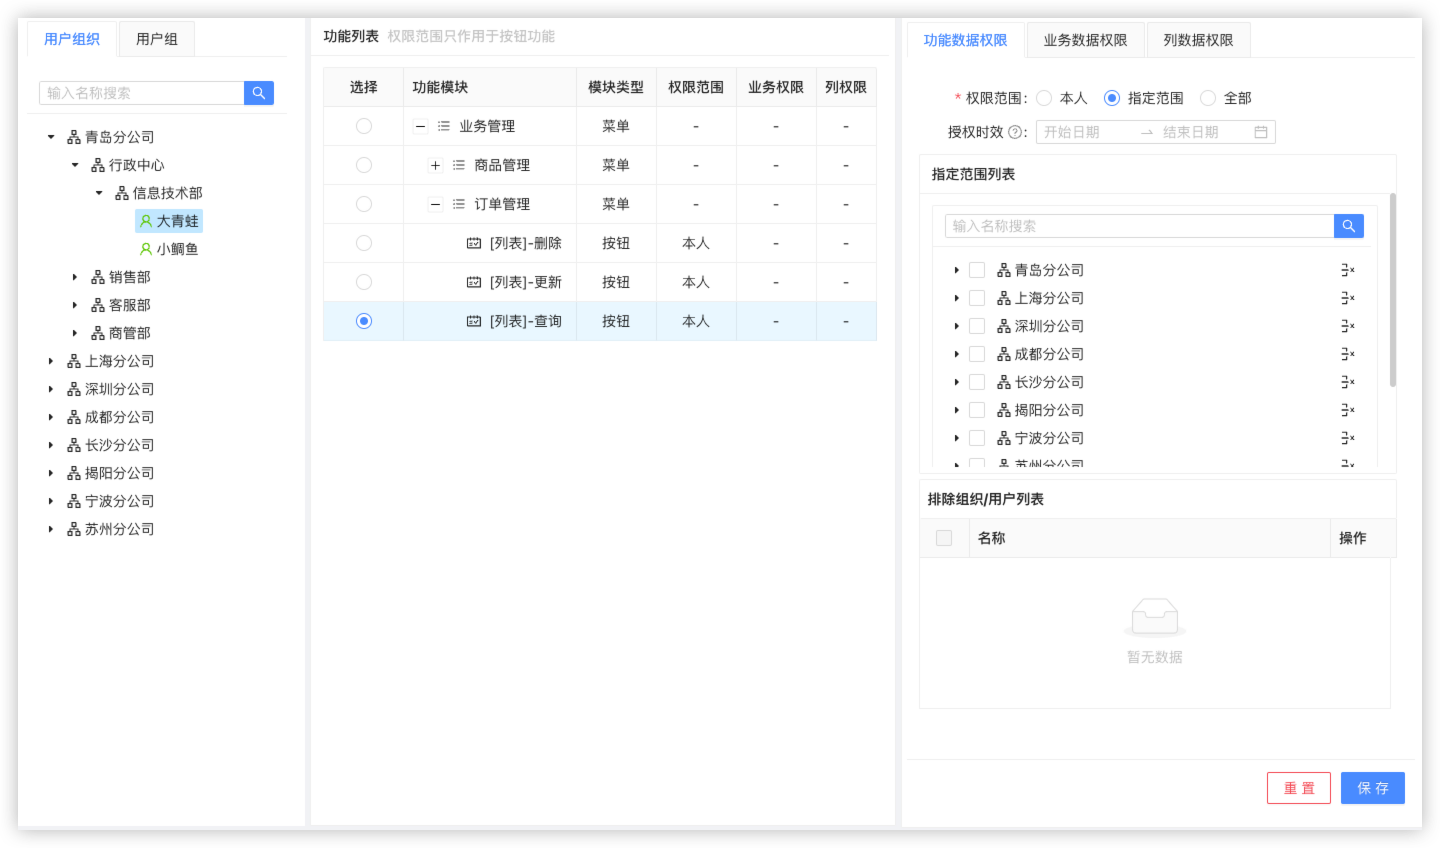 用户组织
用户组
输入名称搜索
青岛分公司
行政中心
信息技术部
大青蛙
小鲷鱼
销售部
客服部
商管部
上海分公司
深圳分公司
成都分公司
长沙分公司
揭阳分公司
宁波分公司
苏州分公司
功能列表 权限范围只作用于按钮功能
选择 功能模块 模块类型 权限范围 业务权限 列权限
业务管理 菜单 - - -
商品管理 菜单 - - -
订单管理 菜单 - - -
[列表]-删除 按钮 本人 - -
[列表]-更新 按钮 本人 - -
[列表]-查询 按钮 本人 - -
功能数据权限
业务数据权限
列数据权限
* 权限范围: 本人 指定范围 全部
授权时效 ? : 开始日期 → 结束日期
指定范围列表
输入名称搜索
青岛分公司
上海分公司
深圳分公司
成都分公司
长沙分公司
揭阳分公司
宁波分公司
苏州分公司
排除组织/用户列表
名称 操作
暂无数据
重 置
保 存